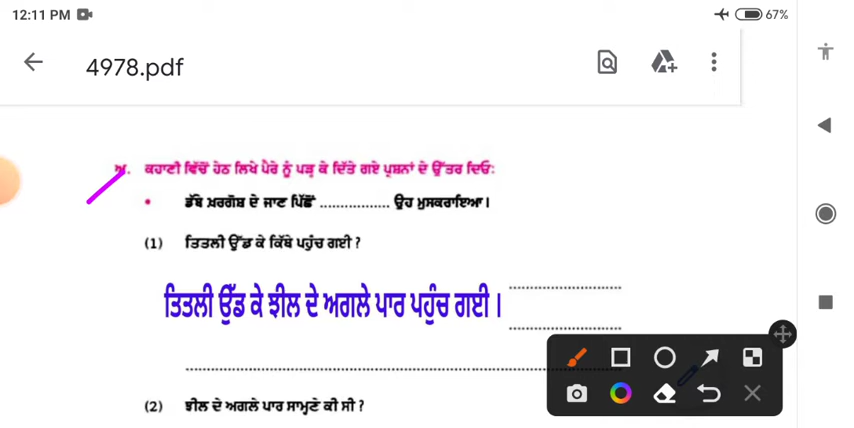 12:11 PM 67%
4978.pdf
ਅ. ਕਹਾਣੀ ਵਿੱਚੋਂ ਹੇਠ ਲਿਖੇ ਪੈਰੇ ਨੂੰ ਪੜ੍ਹ ਕੇ ਦਿੱਤੇ ਗਏ ਪ੍ਰਸ਼ਨਾਂ ਦੇ ਉੱਤਰ ਦਿਓ:
• ਡੱਬੇ ਖ਼ਰਗੋਸ਼ ਦੇ ਜਾਣ ਪਿੱਛੋਂ ................. ਉਹ ਮੁਸਕਰਾਇਆ।
(1) ਤਿਤਲੀ ਉੱਡ ਕੇ ਕਿੱਥੇ ਪਹੁੰਚ ਗਈ ?
ਤਿਤਲੀ ਉੱਡ ਕੇ ਝੀਲ ਦੇ ਅਗਲੇ ਪਾਰ ਪਹੁੰਚ ਗਈ।
(2) ਝੀਲ ਦੇ ਅਗਲੇ ਪਾਰ ਸਾਮ੍ਹਣੇ ਕੀ ਸੀ ?